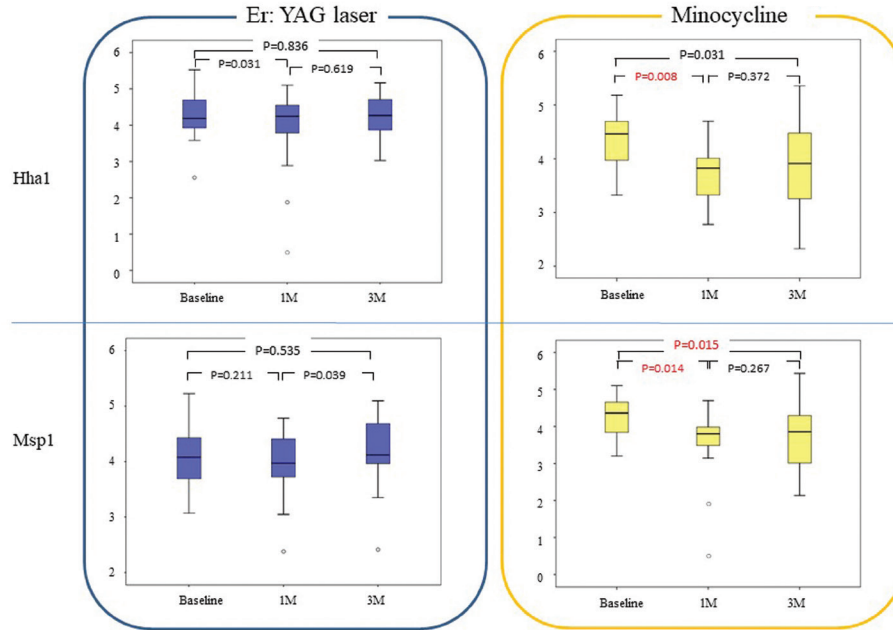 Er: YAG laser
Minocycline
Hha1
6
5
4
3
2
1
0
P=0.836
P=0.031
P=0.619
Baseline
1M
3M
6
5
4
3
2
P=0.031
P=0.008
P=0.372
Baseline
1M
3M
Msp1
6
5
4
3
2
P=0.535
P=0.211
P=0.039
Baseline
1M
3M
6
5
4
3
2
1
0
P=0.015
P=0.014
P=0.267
Baseline
1M
3M